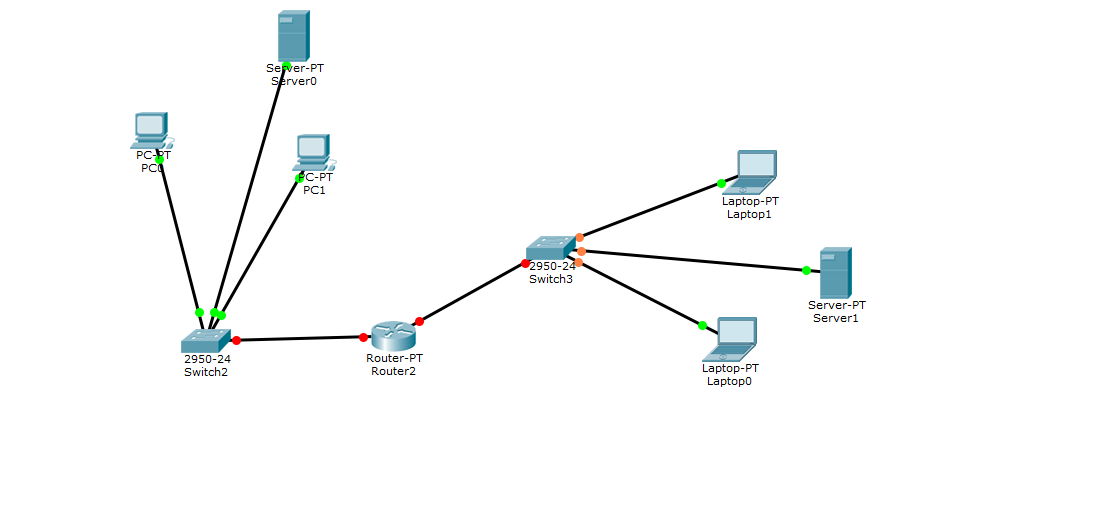 Server-PT
Server0
PC-PT
PC0
PC-PT
PC1
Laptop-PT
Laptop1
2950-24
Switch3
Server-PT
Server1
2950-24
Switch2
Router-PT
Router2
Laptop-PT
Laptop0